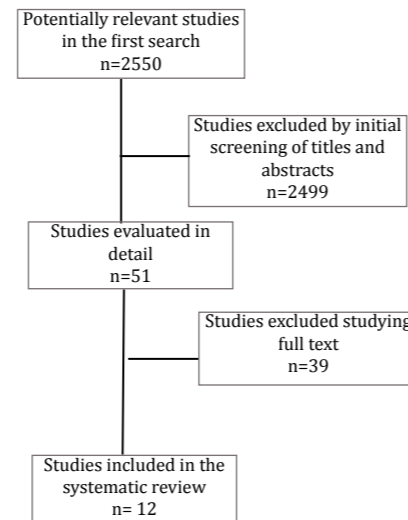 Potentially relevant studies
in the first search
n=2550
Studies excluded by initial
screening of titles and
abstracts
n=2499
Studies evaluated in
detail
n=51
Studies excluded studying
full text
n=39
Studies included in the
systematic review
n= 12